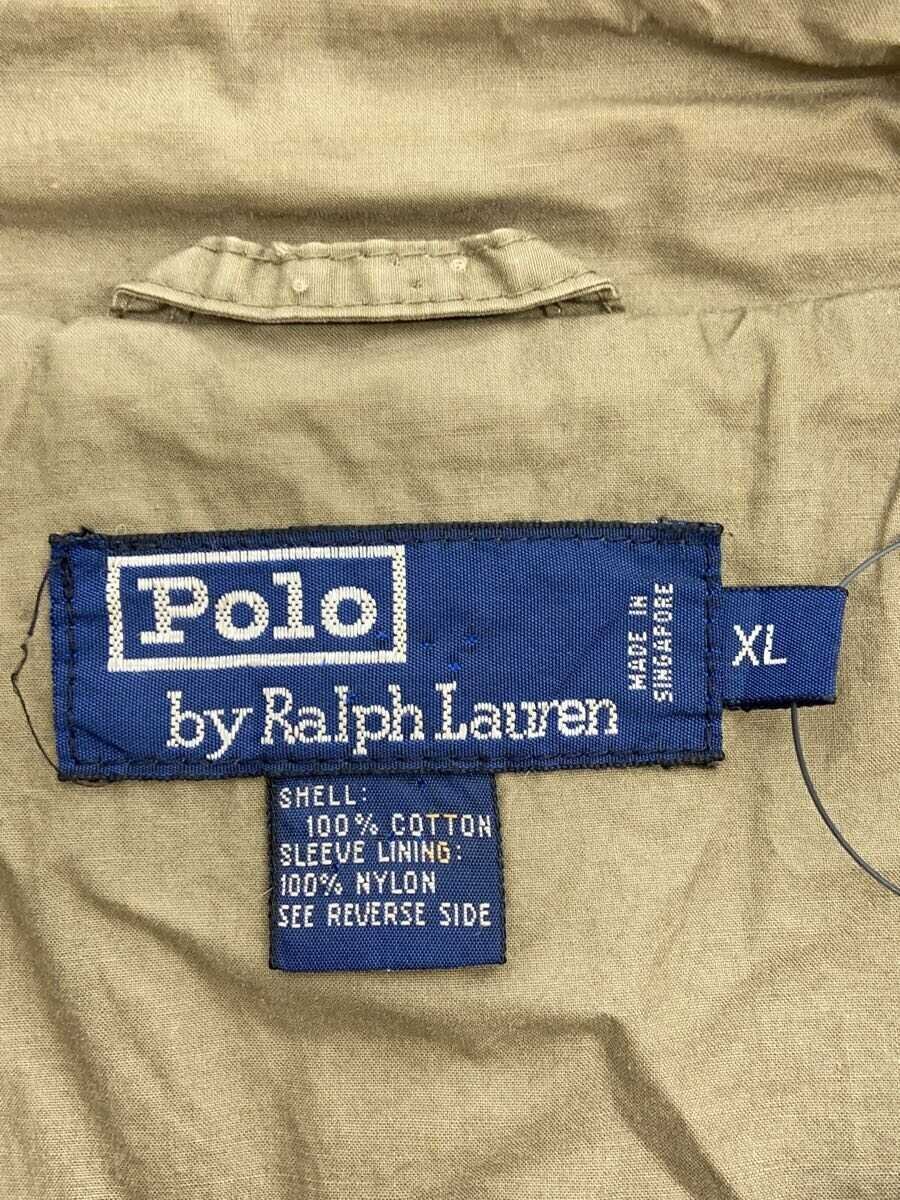 Polo
by Ralph Lauren
MADE IN
SINGAPORE
XL
SHELL:
100% COTTON
SLEEVE LINING:
100% NYLON
SEE REVERSE SIDE